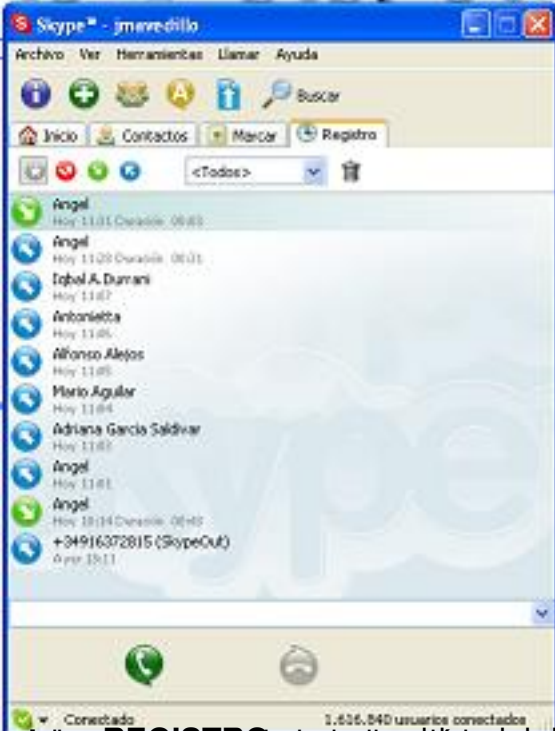 Skype™ - jmavedillo
Archivo Ver Herramientas Llamar Ayuda
Buscar
Inicio Contactos Marcar Registro
<Todos>
Angel
Hoy 11:31 Duración 00:03
Angel
Hoy 11:28 Duración 00:31
Iqbal A. Durrani
Hoy 11:07
Antonietta
Hoy 11:05
Alfonso Alejos
Hoy 11:05
Mario Aguilar
Hoy 11:04
Adriana Garcia Saldivar
Hoy 11:03
Angel
Hoy 11:01
Angel
Hoy 10:14 Duración 00:43
+34916372815 (SkypeOut)
Ayer 18:11
Conectado 1.616.840 usuarios conectados
REGISTRO